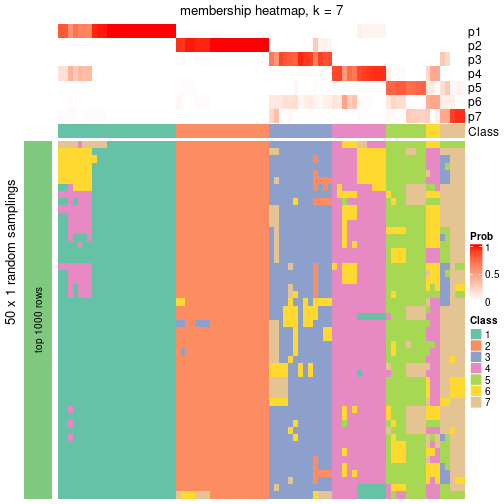 membership heatmap, k = 7
p1
p2
p3
p4
p5
p6
p7
Class
50 x 1 random samplings
top 1000 rows
Prob
1
0.5
0
Class
1
2
3
4
5
6
7